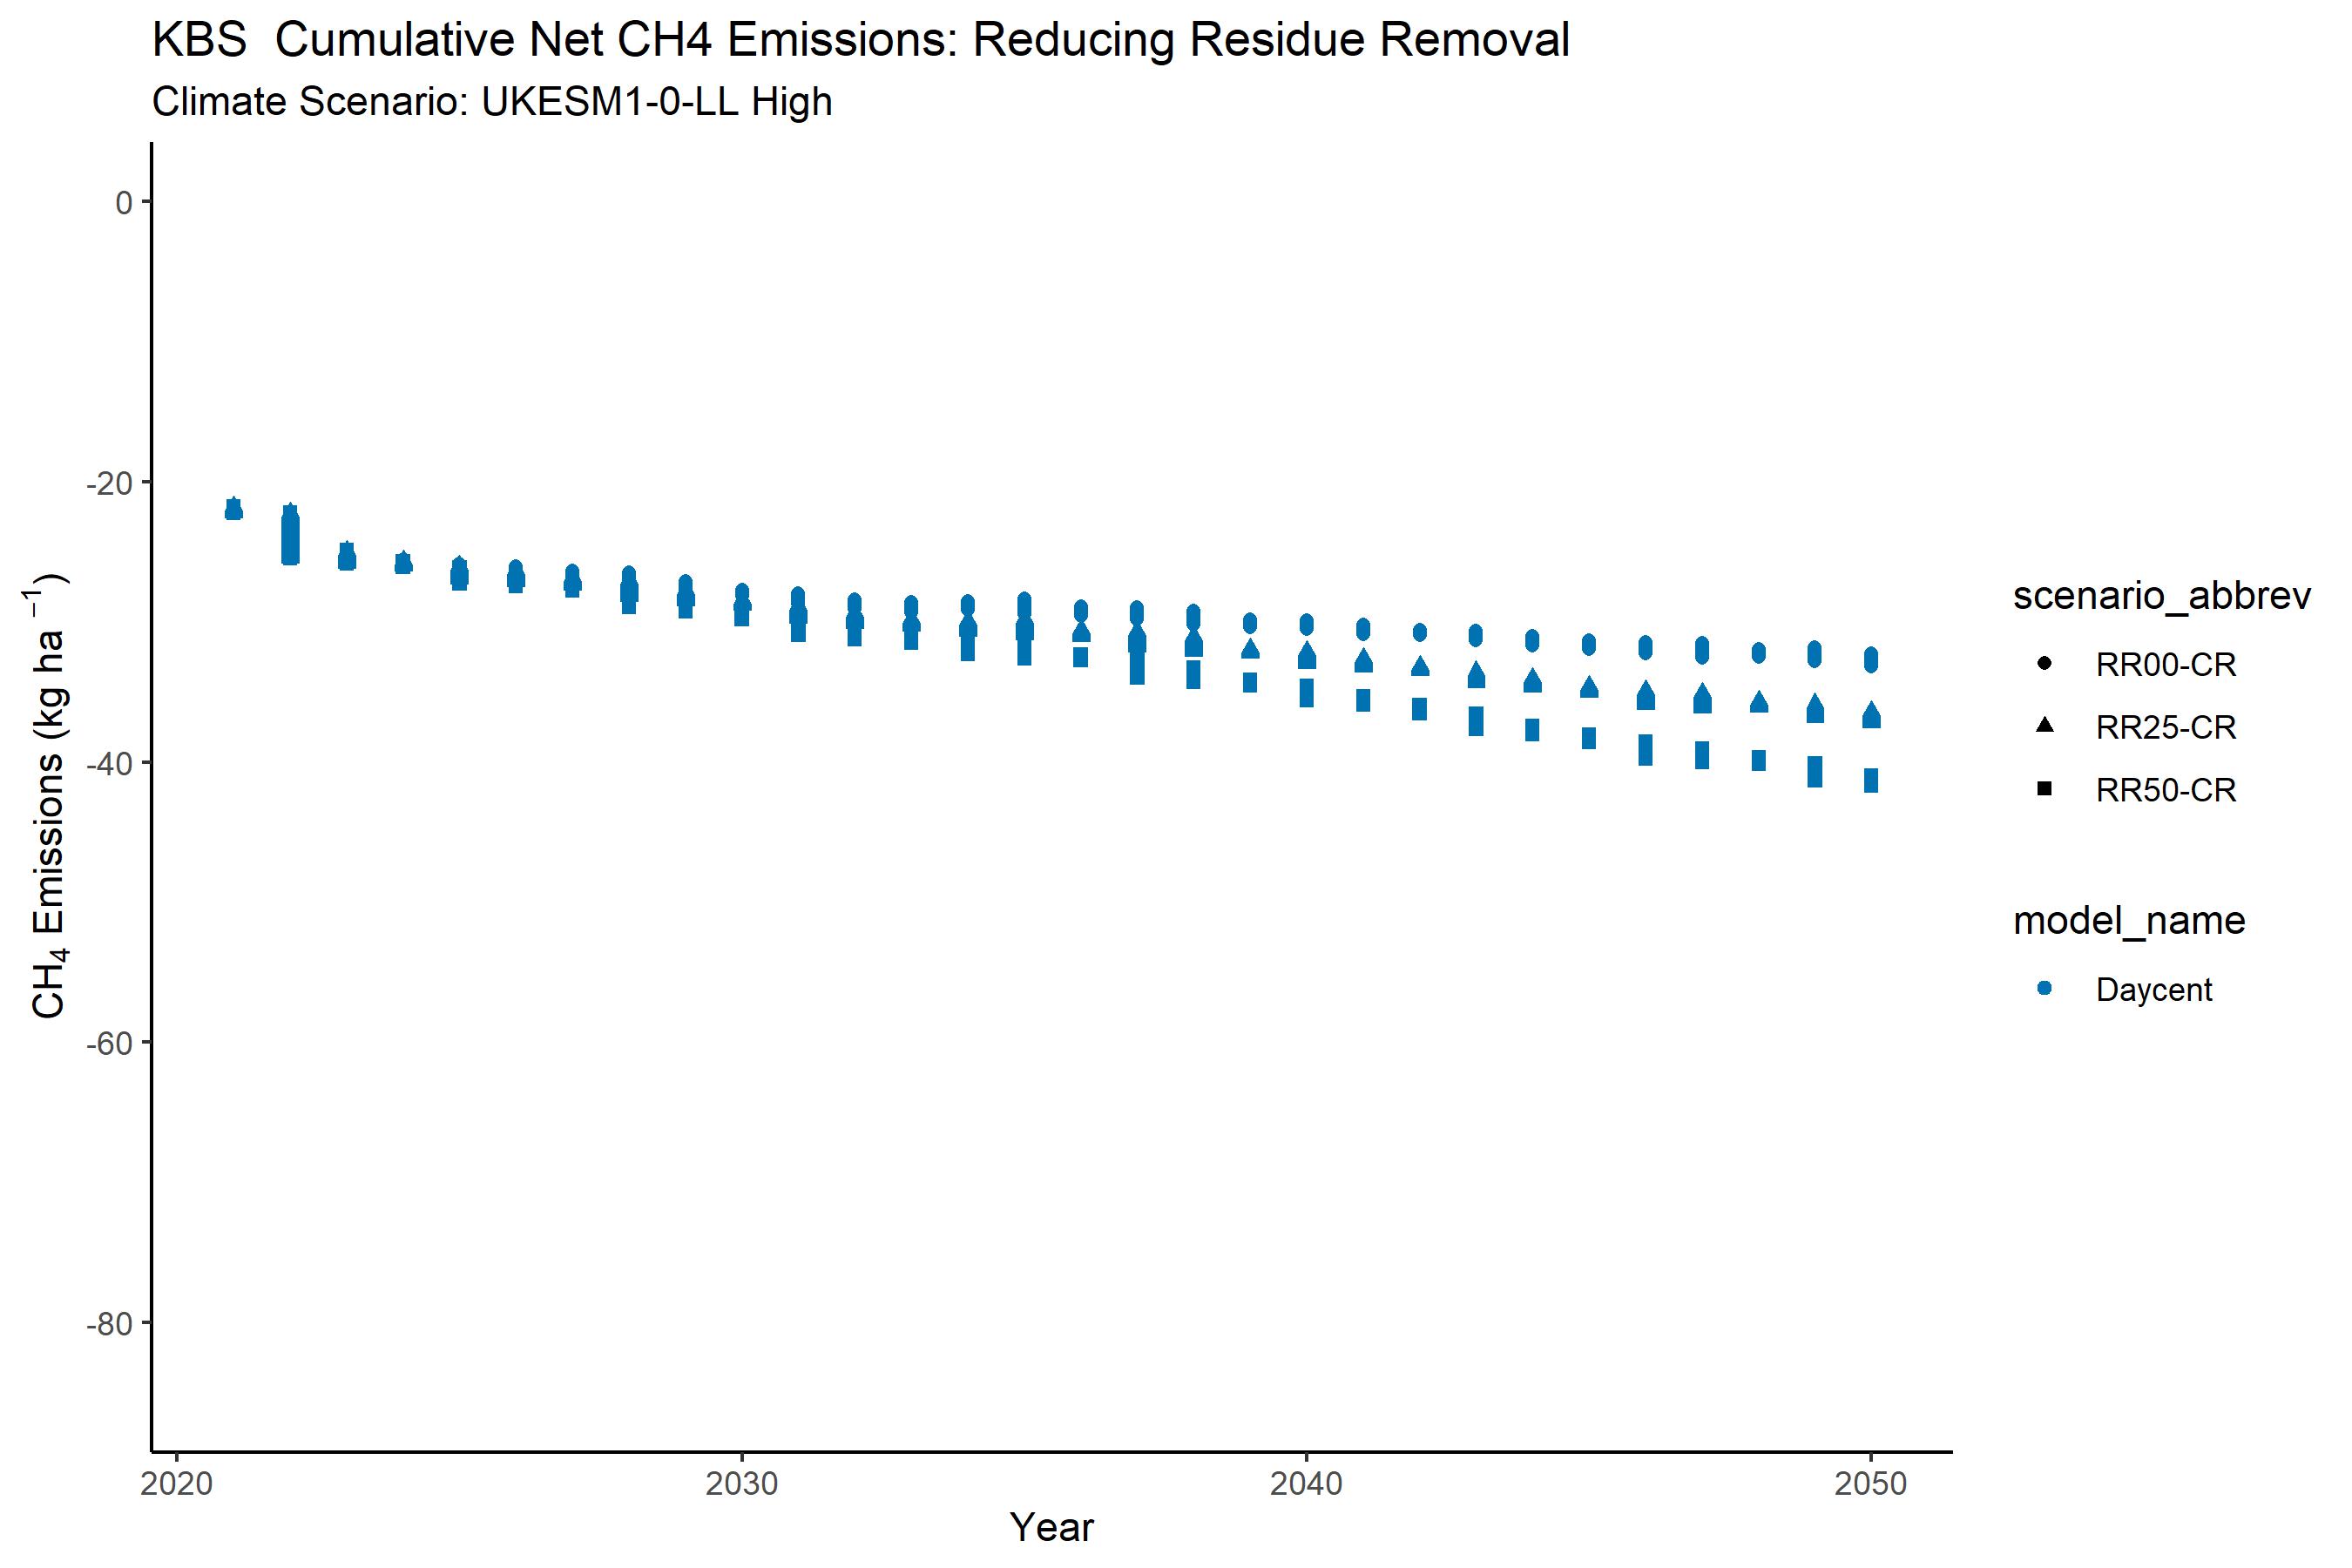 KBS  Cumulative Net CH4 Emissions: Reducing Residue Removal
Climate Scenario: UKESM1-0-LL High
CH₄ Emissions (kg ha ⁻¹)
0
-20
-40
-60
-80
2020
2030
2040
2050
Year
scenario_abbrev
RR00-CR
RR25-CR
RR50-CR
model_name
Daycent